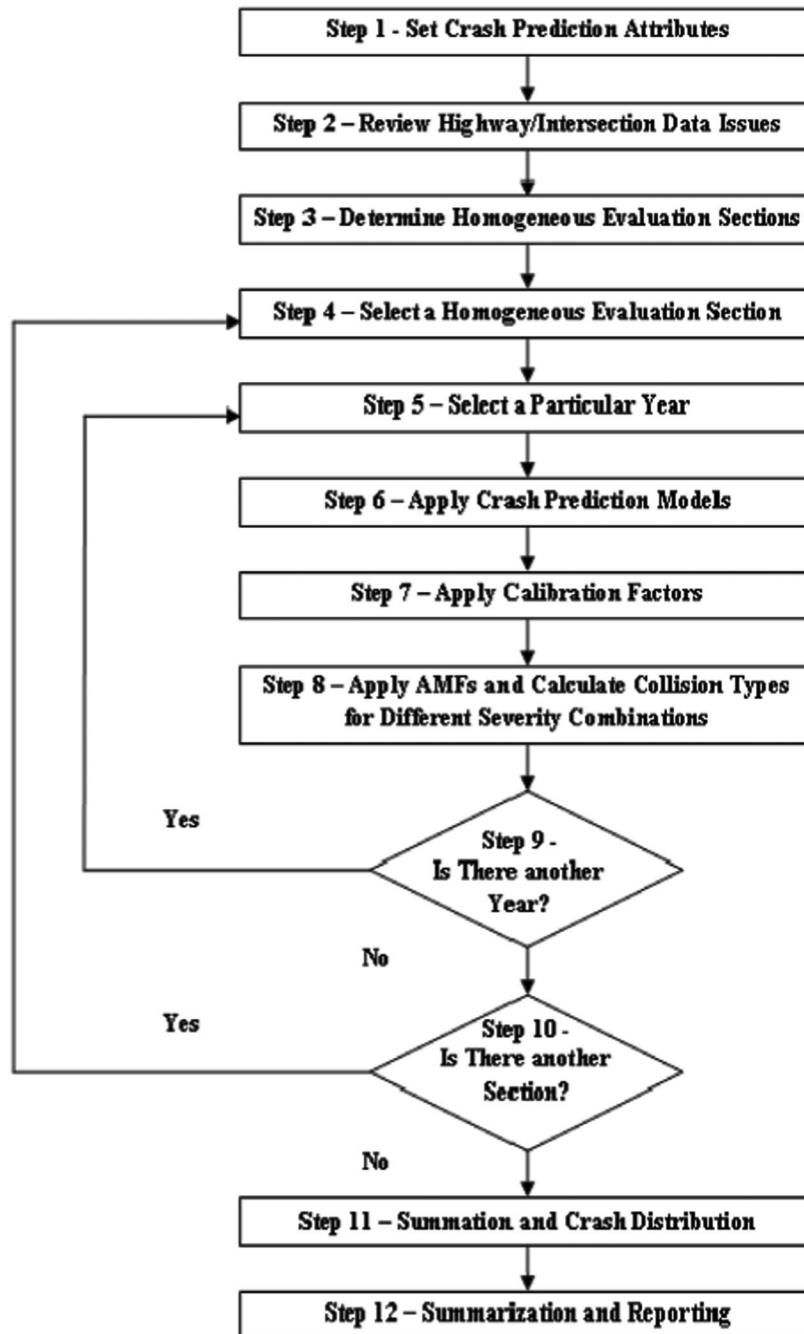 Step 1 - Set Crash Prediction Attributes
Step 2 – Review Highway/Intersection Data Issues
Step 3 – Determine Homogeneous Evaluation Sections
Step 4 – Select a Homogeneous Evaluation Section
Step 5 – Select a Particular Year
Step 6 – Apply Crash Prediction Models
Step 7 – Apply Calibration Factors
Step 8 – Apply AMFs and Calculate Collision Types
for Different Severity Combinations
Yes
Step 9 -
Is There another
Year?
No
Yes
Step 10 -
Is There another
Section?
No
Step 11 – Summation and Crash Distribution
Step 12 – Summarization and Reporting